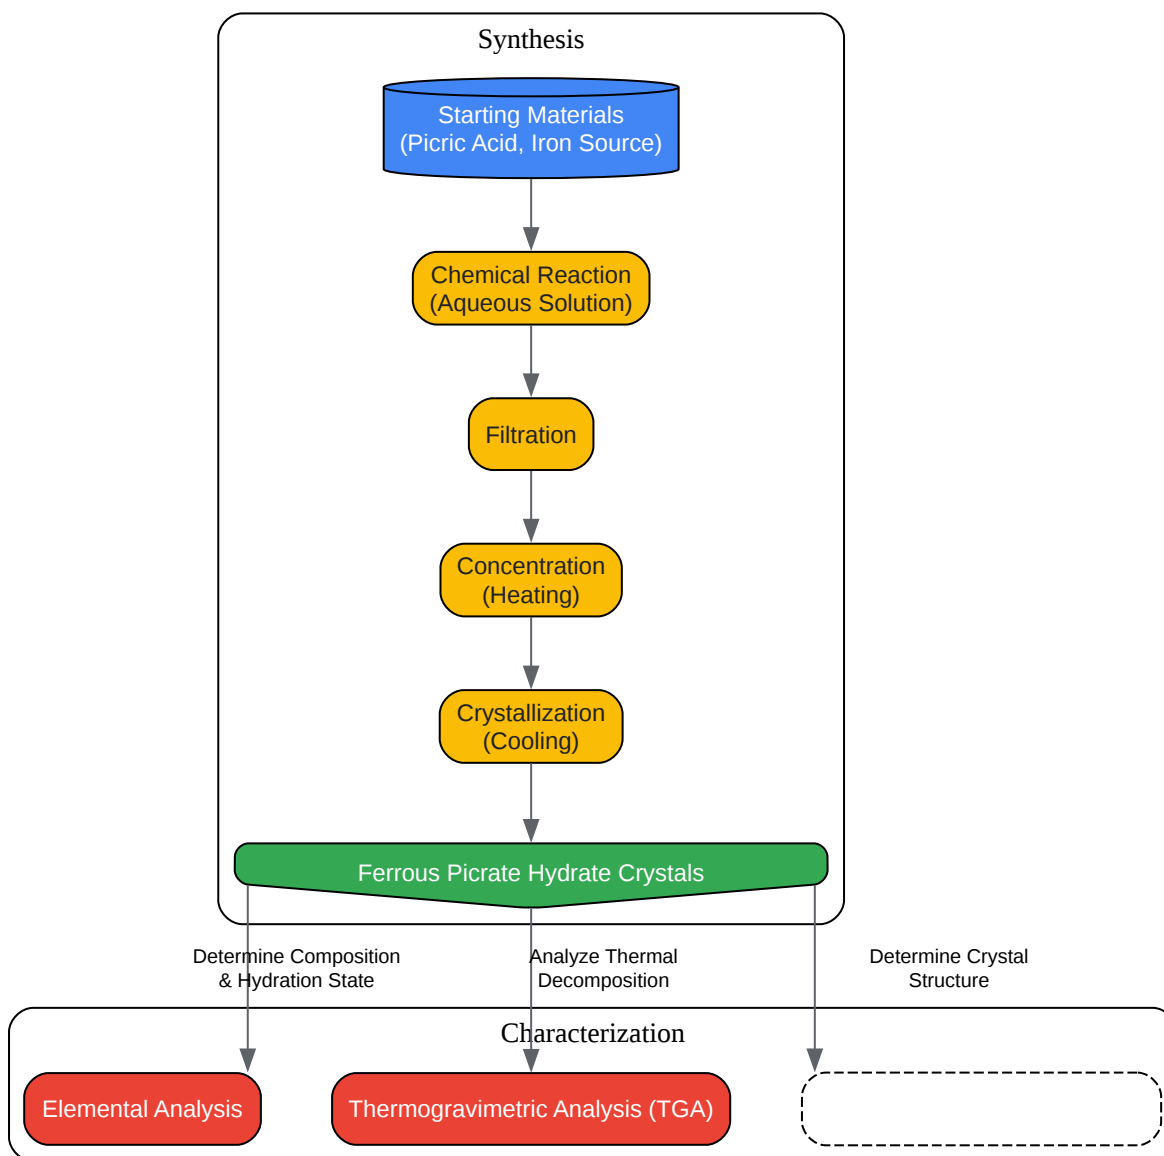 Synthesis
Starting Materials
(Picric Acid, Iron Source)
Chemical Reaction
(Aqueous Solution)
Filtration
Concentration
(Heating)
Crystallization
(Cooling)
Ferrous Picrate Hydrate Crystals
Determine Composition
& Hydration State
Analyze Thermal
Decomposition
Determine Crystal
Structure
Characterization
Elemental Analysis
Thermogravimetric Analysis (TGA)